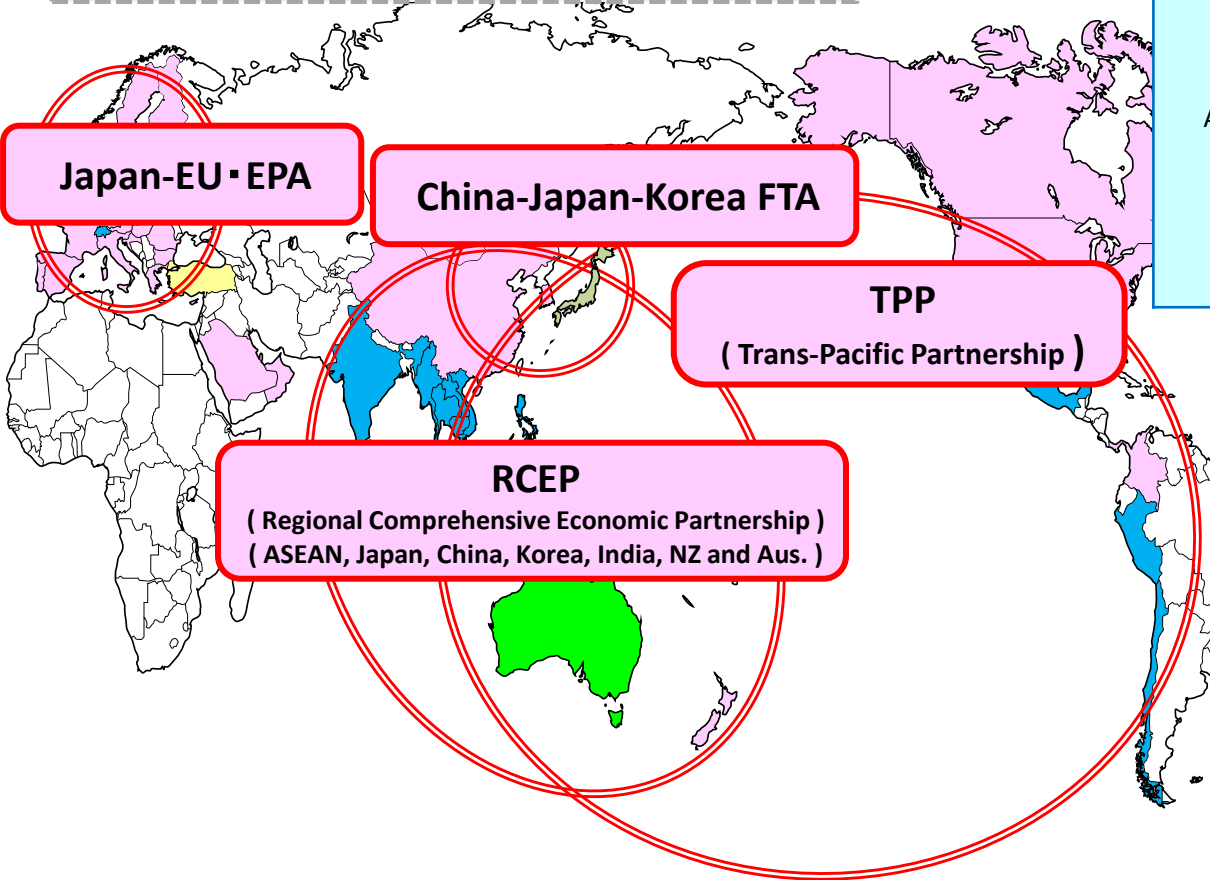 Japan-EU▪EPA
China-Japan-Korea FTA
TPP
( Trans-Pacific Partnership )
RCEP
( Regional Comprehensive Economic Partnership )
( ASEAN, Japan, China, Korea, India, NZ and Aus. )